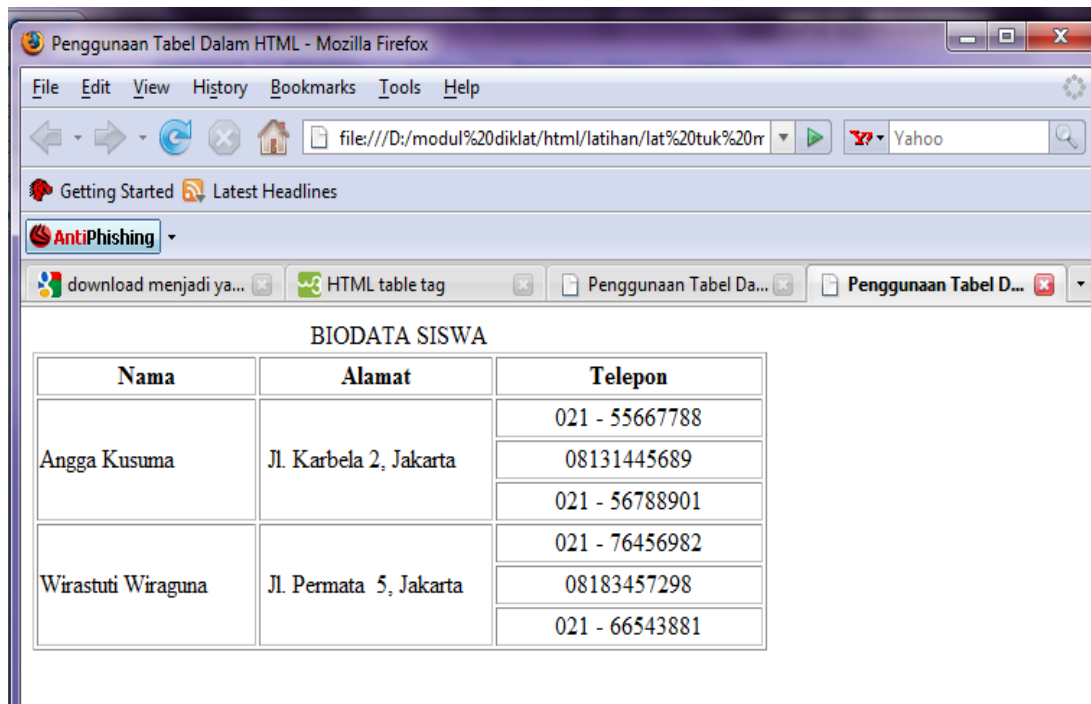 Penggunaan Tabel Dalam HTML - Mozilla Firefox
File Edit View History Bookmarks Tools Help
file:///D:/modul%20diklat/html/latihan/lat%20tuk%20m Yahoo
Getting Started Latest Headlines
AntiPhishing
download menjadi ya... HTML table tag Penggunaan Tabel Da... Penggunaan Tabel D...
BIODATA SISWA
Nama Alamat Telepon
021 - 55667788
Angga Kusuma Jl. Karbela 2, Jakarta 08131445689
021 - 56788901
021 - 76456982
Wirastuti Wiraguna Jl. Permata 5, Jakarta 08183457298
021 - 66543881